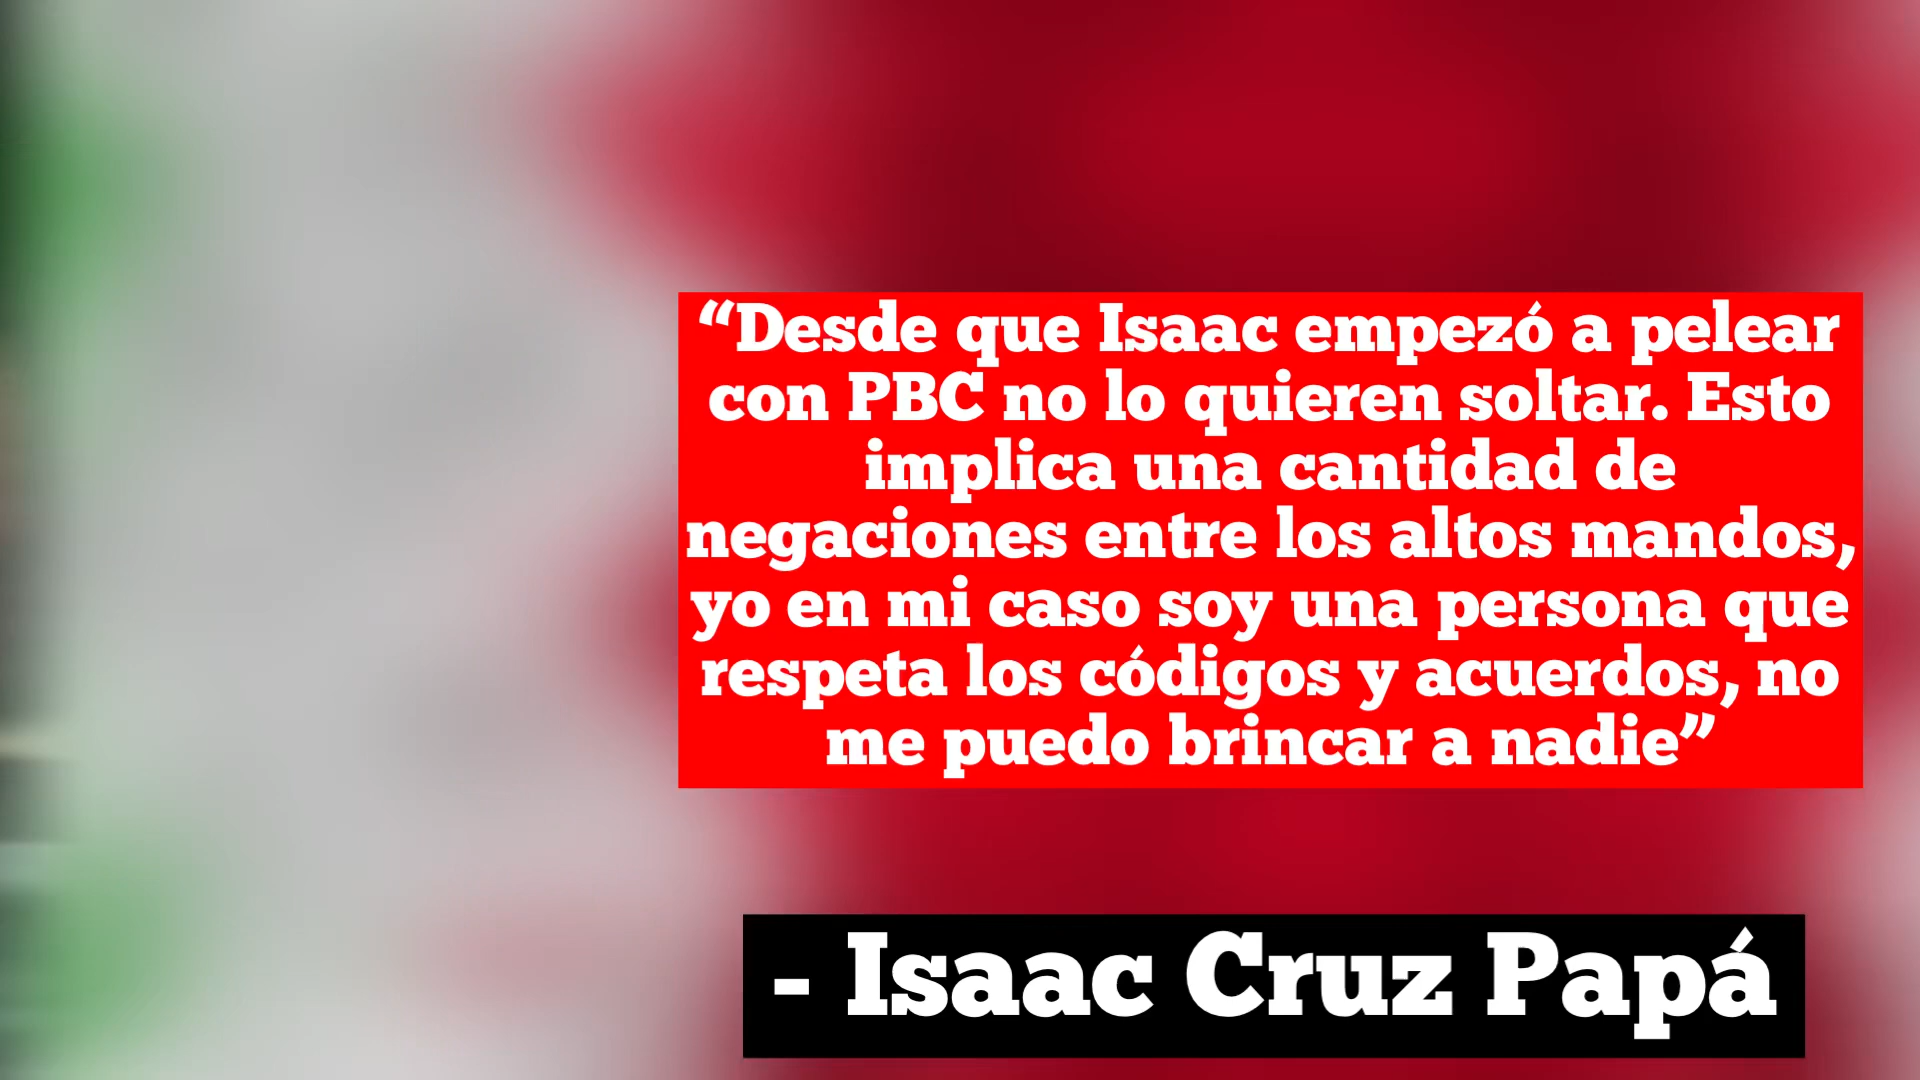 “Desde que Isaac empezó a pelear
con PBC no lo quieren soltar. Esto
implica una cantidad de
negaciones entre los altos mandos,
yo en mi caso soy una persona que
respeta los códigos y acuerdos, no
me puedo brincar a nadie”
- Isaac Cruz Papá